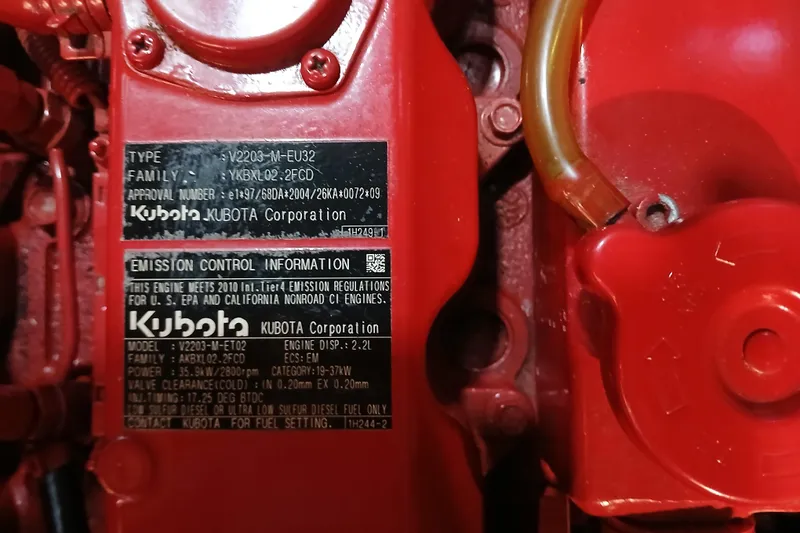 TYPE : V2203-M-EU32
FAMILY : YKBXL02.2FCD
APPROVAL NUMBER : e1*97/68DA*2004/26KA*0072*09
Kubota KUBOTA Corporation
1H249-1
EMISSION CONTROL INFORMATION
THIS ENGINE MEETS 2010 Int.Tier4 EMISSION REGULATIONS
FOR U.S. EPA AND CALIFORNIA NONROAD CI ENGINES.
Kubota KUBOTA Corporation
MODEL : V2203-M-ET02 ENGINE DISP.: 2.2L
FAMILY : AKBXL02.2FCD ECS: EM
POWER : 35.9kW/2800rpm CATEGORY: 19-37kW
VALVE CLEARANCE(COLD) : IN 0.20mm EX 0.20mm
INJ.TIMING: 17.25 DEG BTDC
LOW SULFUR DIESEL OR ULTRA LOW SULFUR DIESEL FUEL ONLY
CONTACT KUBOTA FOR FUEL SETTING. 1H244-2